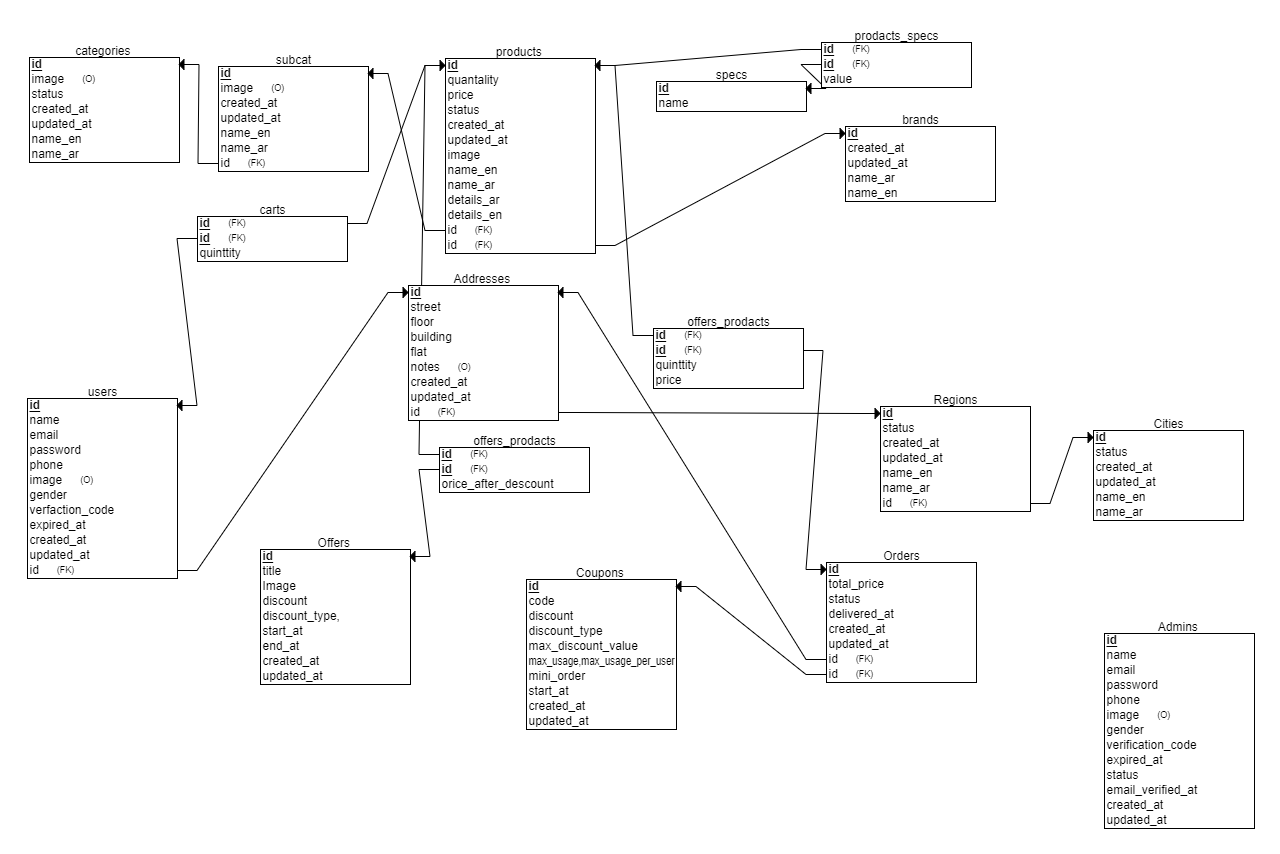 categories
id
image (O)
status
created_at
updated_at
name_en
name_ar
subcat
id
image (O)
created_at
updated_at
name_en
name_ar
id (FK)
products
id
quantality
price
status
created_at
updated_at
image
name_en
name_ar
details_ar
details_en
id (FK)
id (FK)
prodacts_specs
id (FK)
id (FK)
value
specs
id
name
brands
id
created_at
updated_at
name_ar
name_en
carts
id (FK)
id (FK)
quinttity
Addresses
id
street
floor
building
flat
notes (O)
created_at
updated_at
id (FK)
offers_prodacts
id (FK)
id (FK)
quinttity
price
users
id
name
email
password
phone
image (O)
gender
verfaction_code
expired_at
created_at
updated_at
id (FK)
offers_prodacts
id (FK)
id (FK)
orice_after_descount
Regions
id
status
created_at
updated_at
name_en
name_ar
id (FK)
Cities
id
status
created_at
updated_at
name_en
name_ar
Offers
id
title
Image
discount
discount_type,
start_at
end_at
created_at
updated_at
Coupons
id
code
discount
discount_type
max_discount_value
max_usage,max_usage_per_user
mini_order
start_at
created_at
updated_at
Orders
id
total_price
status
delivered_at
created_at
updated_at
id (FK)
id (FK)
Admins
id
name
email
password
phone
image (O)
gender
verification_code
expired_at
status
email_verified_at
created_at
updated_at